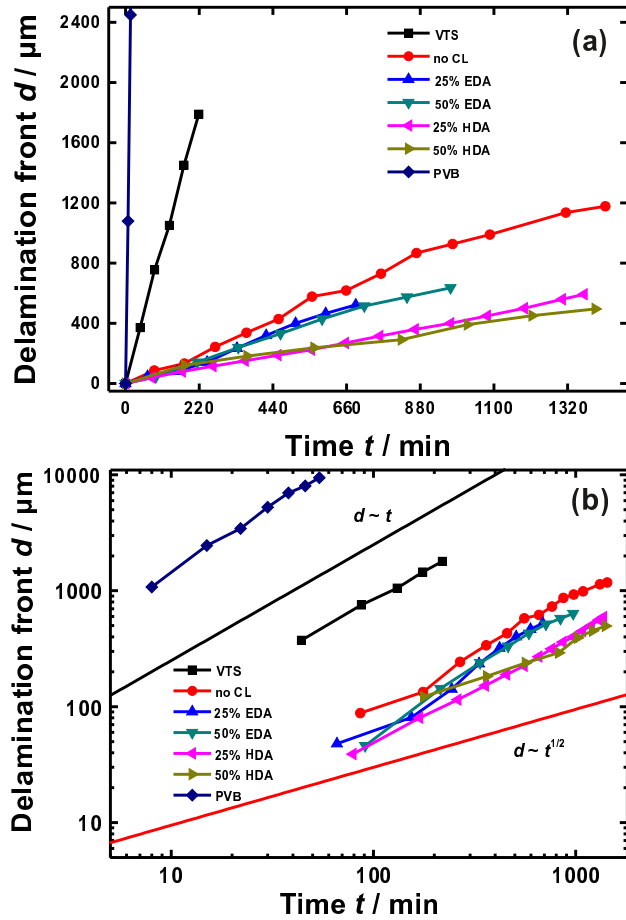 (a)
Delamination front d / µm
2400
2000
1600
1200
800
400
0
VTS
no CL
25% EDA
50% EDA
25% HDA
50% HDA
PVB
0 220 440 660 880 1100 1320
Time t / min
(b)
Delamination front d / µm
10000
1000
100
10
d ~ t
VTS
no CL
25% EDA
50% EDA
25% HDA
50% HDA
PVB
d ~ t^1/2
10 100 1000
Time t / min